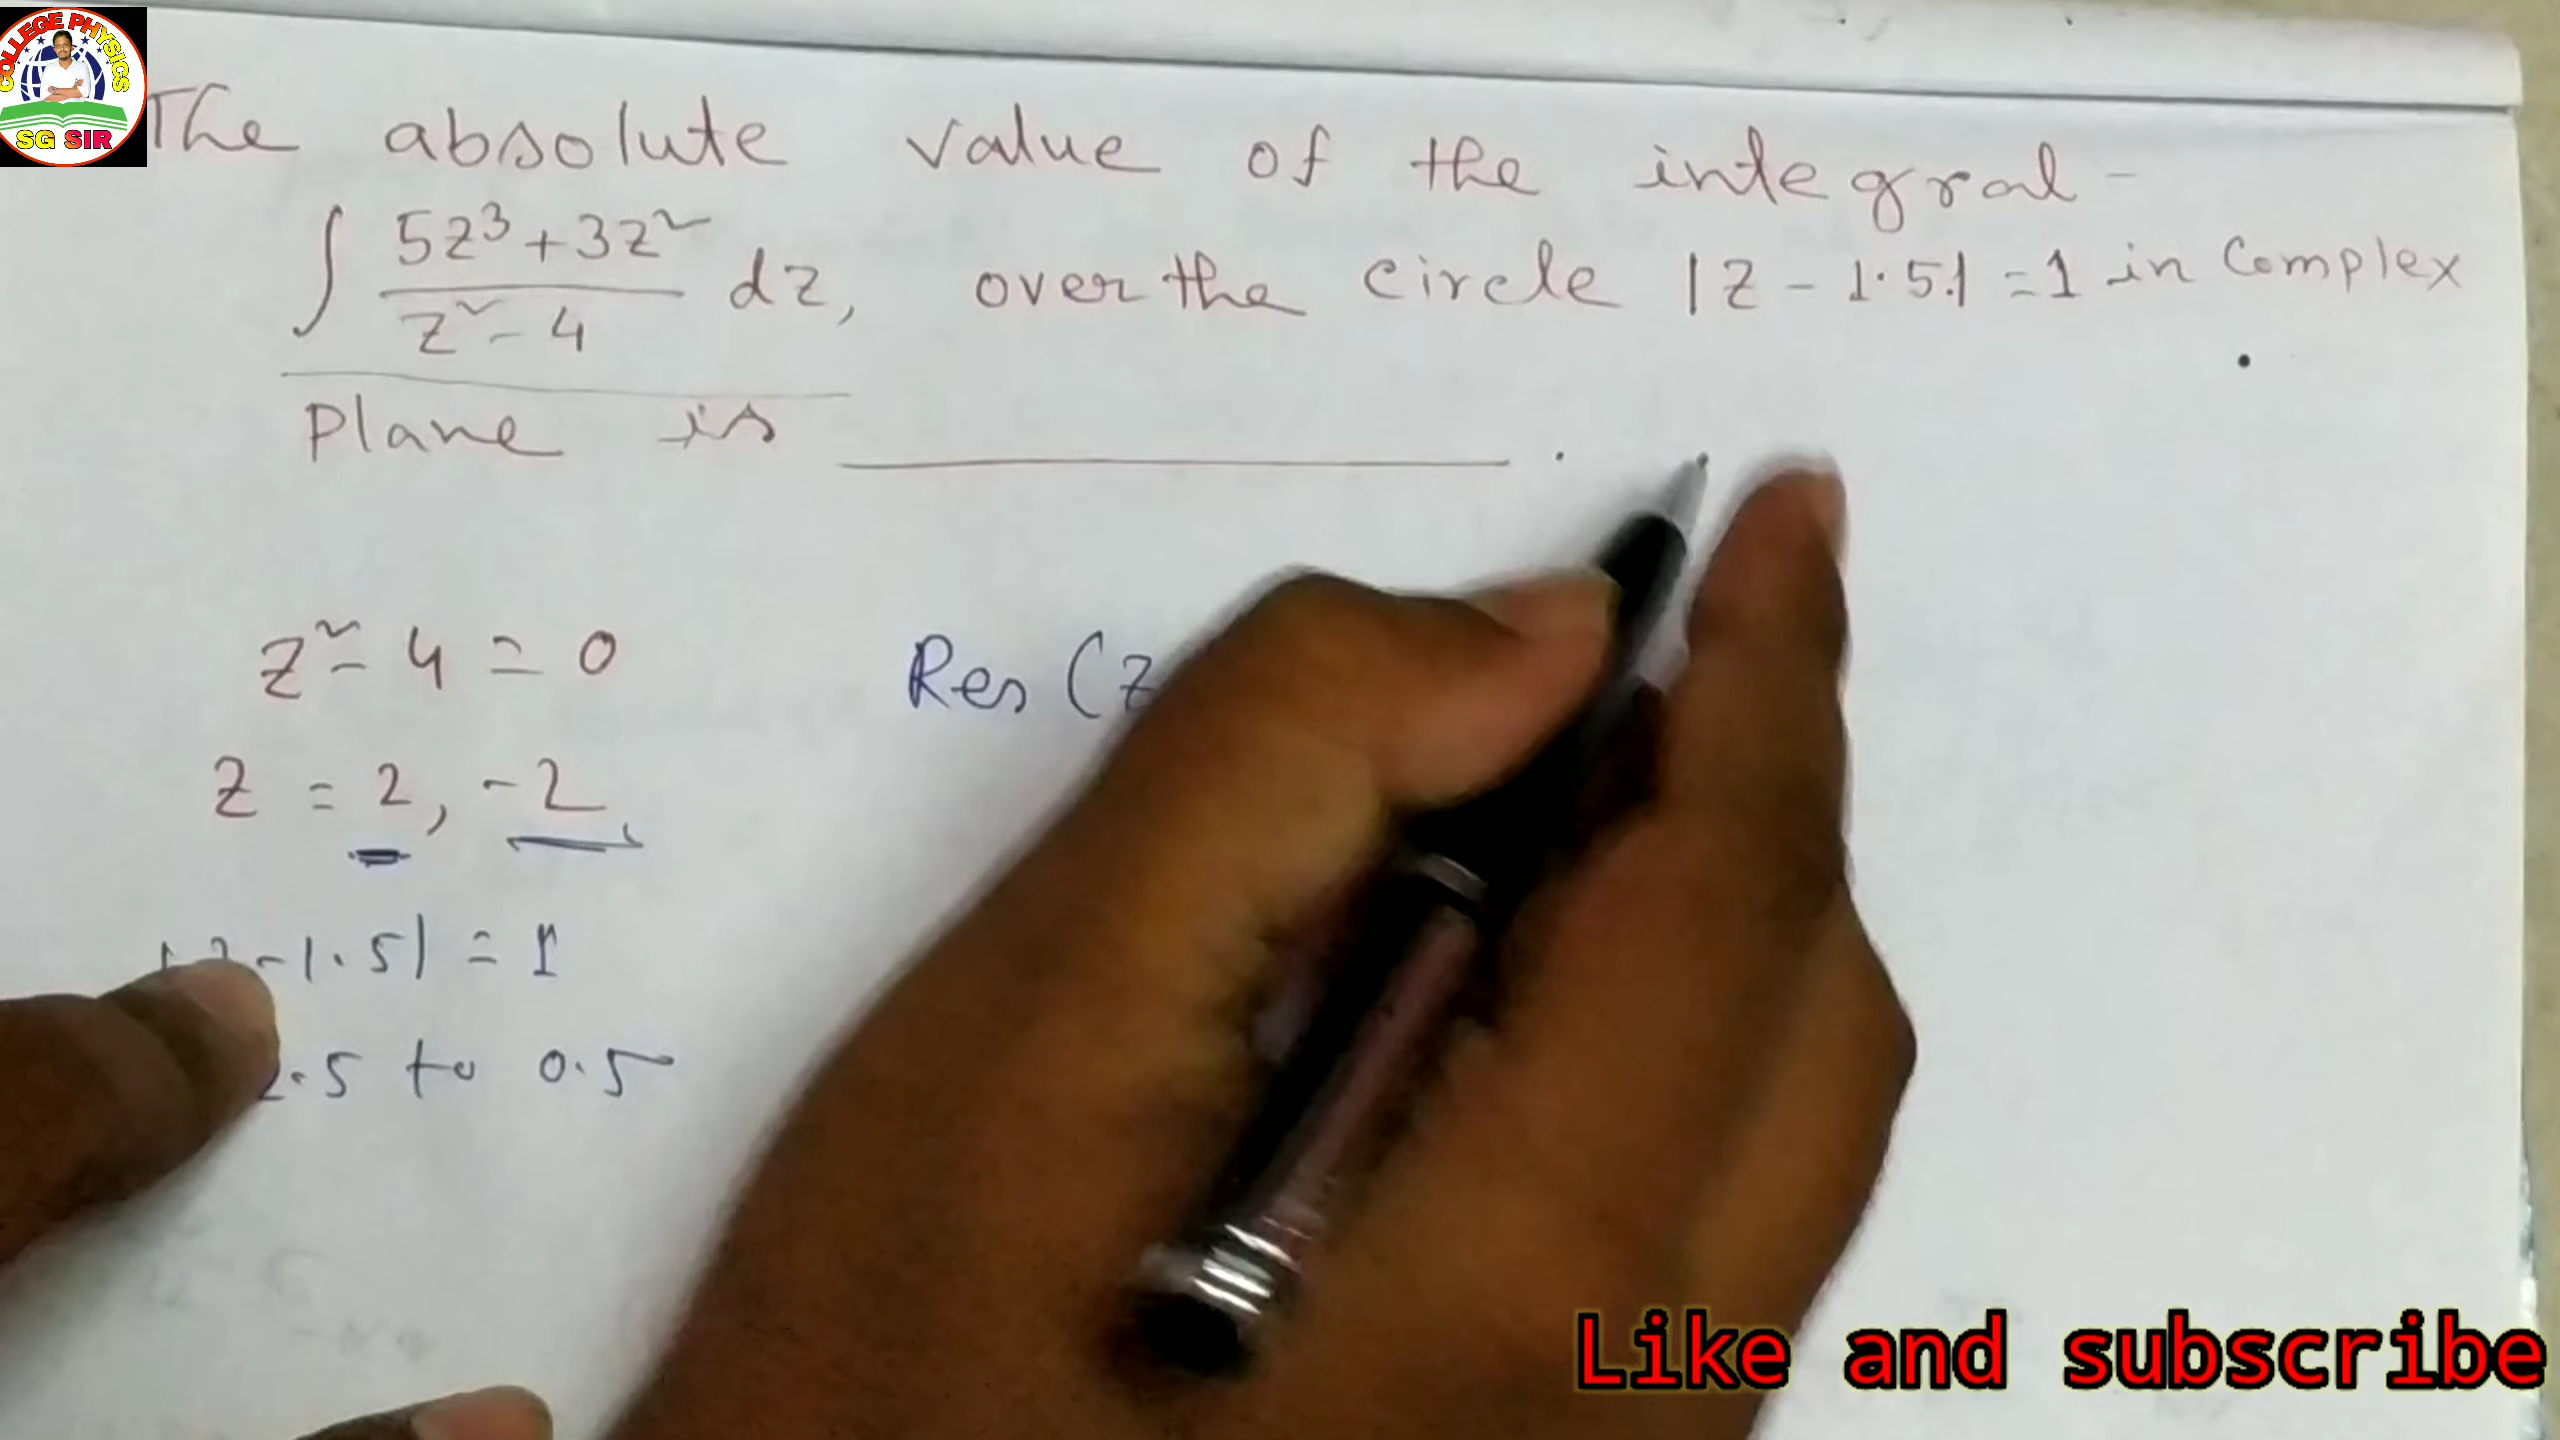 COLLEGE PHYSICS
SG SIR
The absolute value of the integral -
∫ 5z³+3z² / z²-4 dz, over the circle |z - 1.5| = 1 in complex
plane is __________ .
z² - 4 = 0
z = 2, -2
Res (z
-1.5| = 1
2.5 to 0.5
Like and subscribe